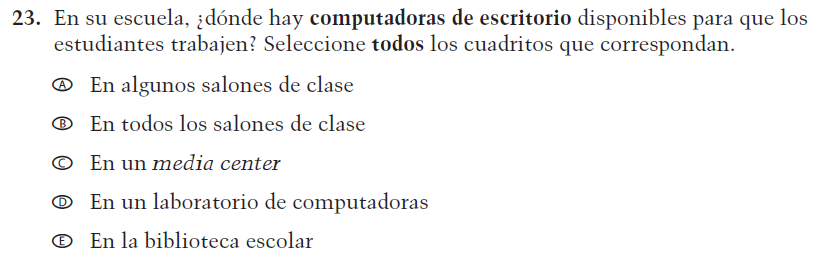 23. En su escuela, ¿dónde hay computadoras de escritorio disponibles para que los
estudiantes trabajen? Seleccione todos los cuadritos que correspondan.
A En algunos salones de clase
B En todos los salones de clase
C En un media center
D En un laboratorio de computadoras
E En la biblioteca escolar